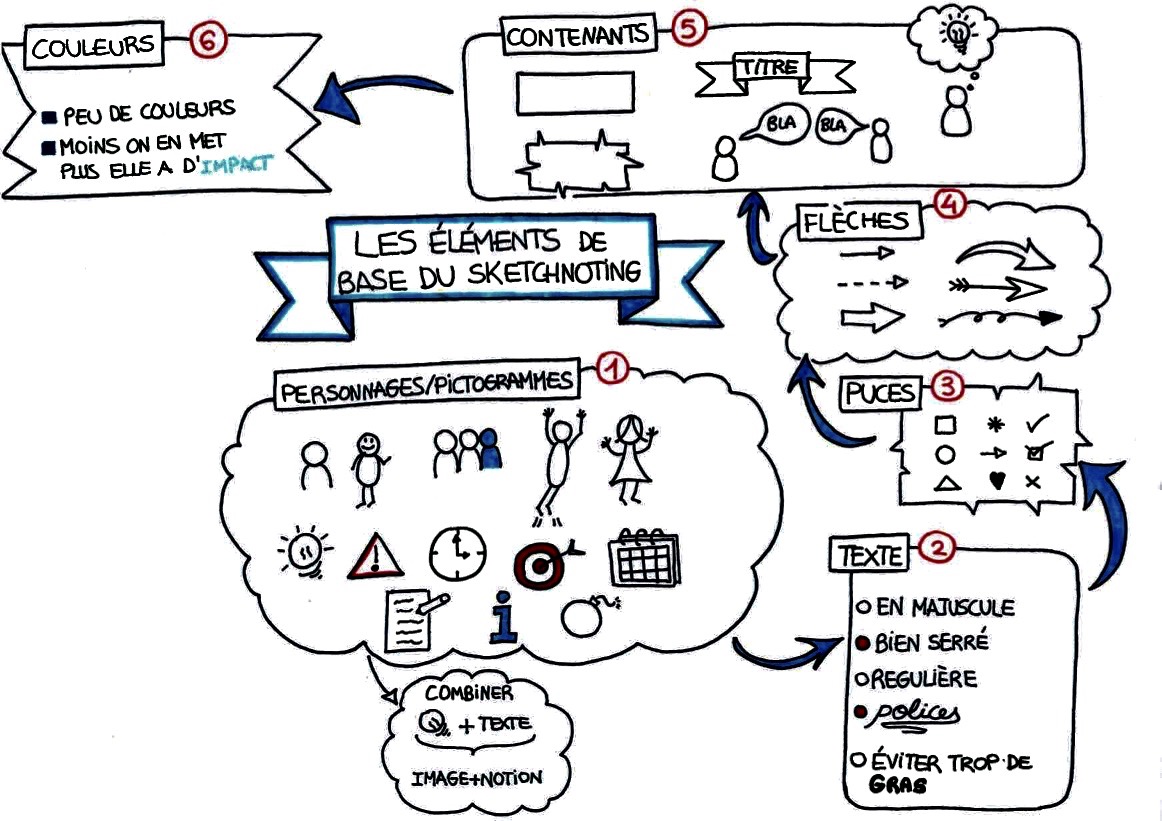 LES ÉLÉMENTS DE
BASE DU SKETCHNOTING
PERSONNAGES/PICTOGRAMMES
1
!
i
COMBINER
+ TEXTE
IMAGE+NOTION
TEXTE
2
EN MAJUSCULE
BIEN SERRÉ
REGULIÈRE
polices
ÉVITER TROP DE
GRAS
PUCES
3
FLÈCHES
4
CONTENANTS
5
TITRE
BLA
BLA
COULEURS
6
PEU DE COULEURS
MOINS ON EN MET
PLUS ELLE A D'IMPACT